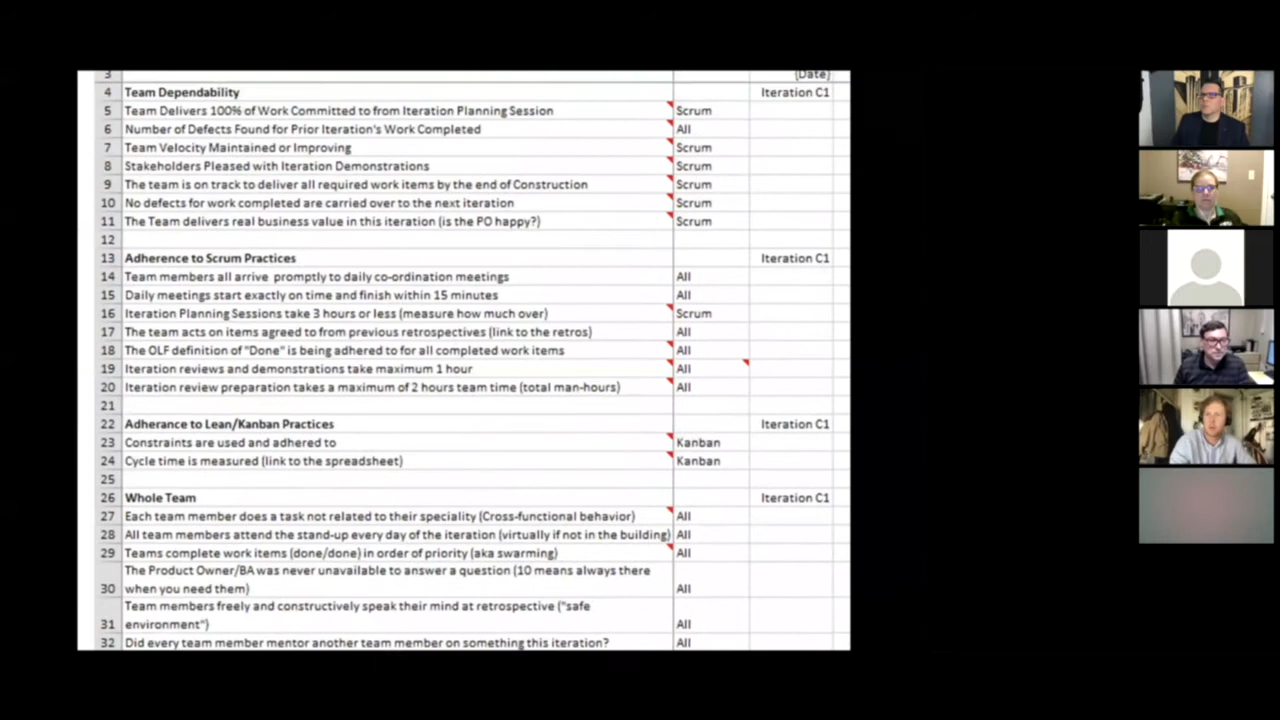 3 {Date}
4 Team Dependability Iteration C1
5 Team Delivers 100% of Work Committed to from Iteration Planning Session Scrum
6 Number of Defects Found for Prior Iteration's Work Completed All
7 Team Velocity Maintained or Improving Scrum
8 Stakeholders Pleased with Iteration Demonstrations Scrum
9 The team is on track to deliver all required work items by the end of Construction Scrum
10 No defects for work completed are carried over to the next iteration Scrum
11 The Team delivers real business value in this iteration (is the PO happy?) Scrum
12
13 Adherence to Scrum Practices Iteration C1
14 Team members all arrive promptly to daily co-ordination meetings All
15 Daily meetings start exactly on time and finish within 15 minutes All
16 Iteration Planning Sessions take 3 hours or less (measure how much over) Scrum
17 The team acts on items agreed to from previous retrospectives (link to the retros) All
18 The OLF definition of "Done" is being adhered to for all completed work items All
19 Iteration reviews and demonstrations take maximum 1 hour All
20 Iteration review preparation takes a maximum of 2 hours team time (total man-hours) All
21
22 Adherance to Lean/Kanban Practices Iteration C1
23 Constraints are used and adhered to Kanban
24 Cycle time is measured (link to the spreadsheet) Kanban
25
26 Whole Team Iteration C1
27 Each team member does a task not related to their speciality (Cross-functional behavior) All
28 All team members attend the stand-up every day of the iteration (virtually if not in the building) All
29 Teams complete work items (done/done) in order of priority (aka swarming) All
The Product Owner/BA was never unavailable to answer a question (10 means always there
30 when you need them) All
Team members freely and constructively speak their mind at retrospective ("safe
31 environment") All
32 Did every team member mentor another team member on something this iteration? All